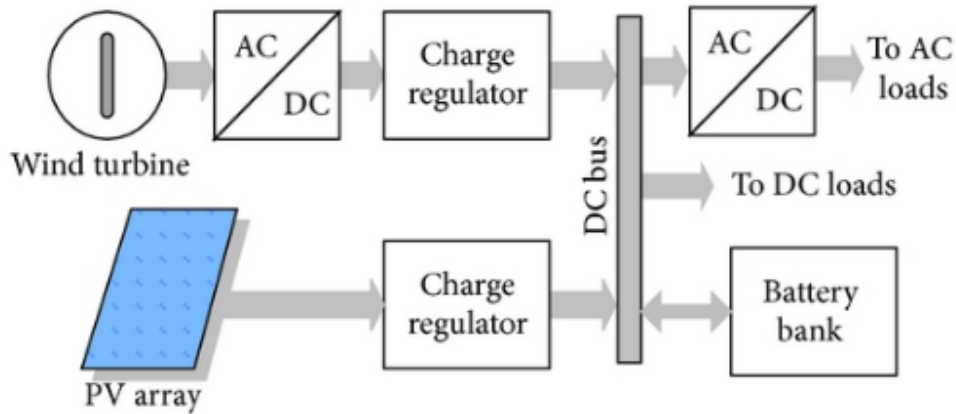 AC
DC
Charge
regulator
AC
DC
To AC
loads
Wind turbine
DC bus
To DC loads
Charge
regulator
Battery
bank
PV array